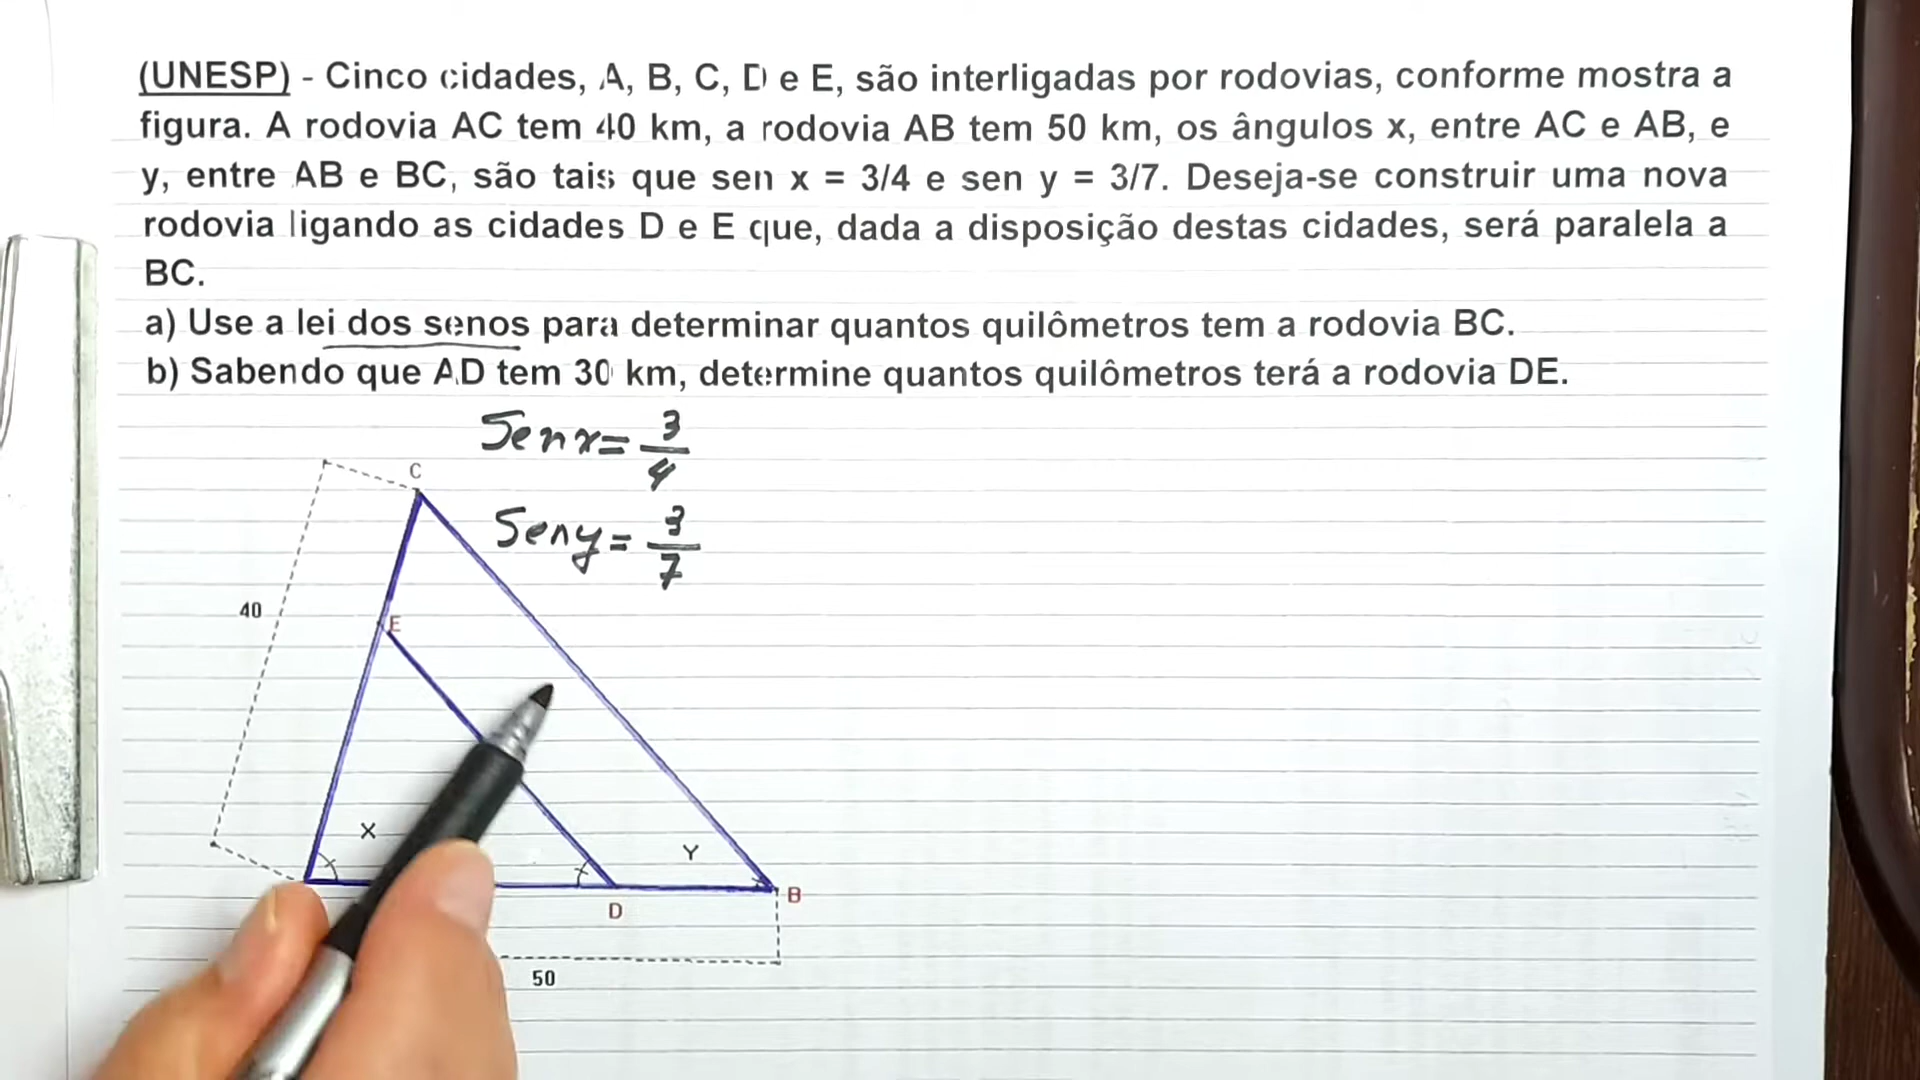 (UNESP) - Cinco cidades, A, B, C, D e E, são interligadas por rodovias, conforme mostra a
figura. A rodovia AC tem 40 km, a rodovia AB tem 50 km, os ângulos x, entre AC e AB, e
y, entre AB e BC, são tais que sen x = 3/4 e sen y = 3/7. Deseja-se construir uma nova
rodovia ligando as cidades D e E que, dada a disposição destas cidades, será paralela a
BC.
a) Use a lei dos senos para determinar quantos quilômetros tem a rodovia BC.
b) Sabendo que AD tem 30 km, determine quantos quilômetros terá a rodovia DE.
Sen x = 3/4
Sen y = 3/7
C
40
E
X
Y
B
D
50